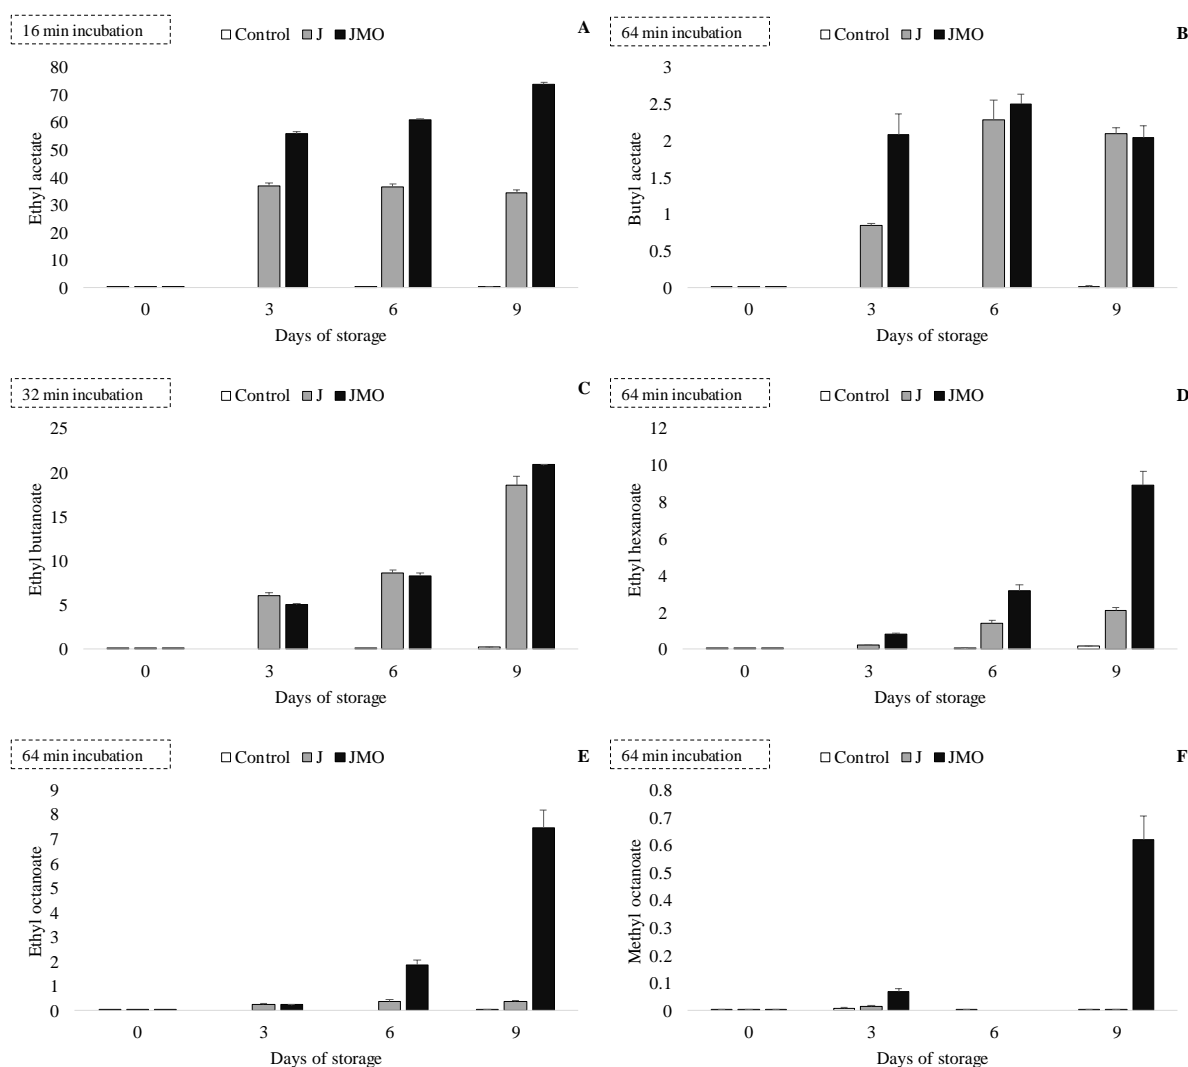 16 min incubation
Control J JMO
A
80
70
60
50
40
30
20
10
0
Ethyl acetate
0 3 6 9
Days of storage
64 min incubation
Control J JMO
B
3
2.5
2
1.5
1
0.5
0
Butyl acetate
0 3 6 9
Days of storage
32 min incubation
Control J JMO
C
25
20
15
10
5
0
Ethyl butanoate
0 3 6 9
Days of storage
64 min incubation
Control J JMO
D
12
10
8
6
4
2
0
Ethyl hexanoate
0 3 6 9
Days of storage
64 min incubation
Control J JMO
E
9
8
7
6
5
4
3
2
1
0
Ethyl octanoate
0 3 6 9
Days of storage
64 min incubation
Control J JMO
F
0.8
0.7
0.6
0.5
0.4
0.3
0.2
0.1
0
Methyl octanoate
0 3 6 9
Days of storage